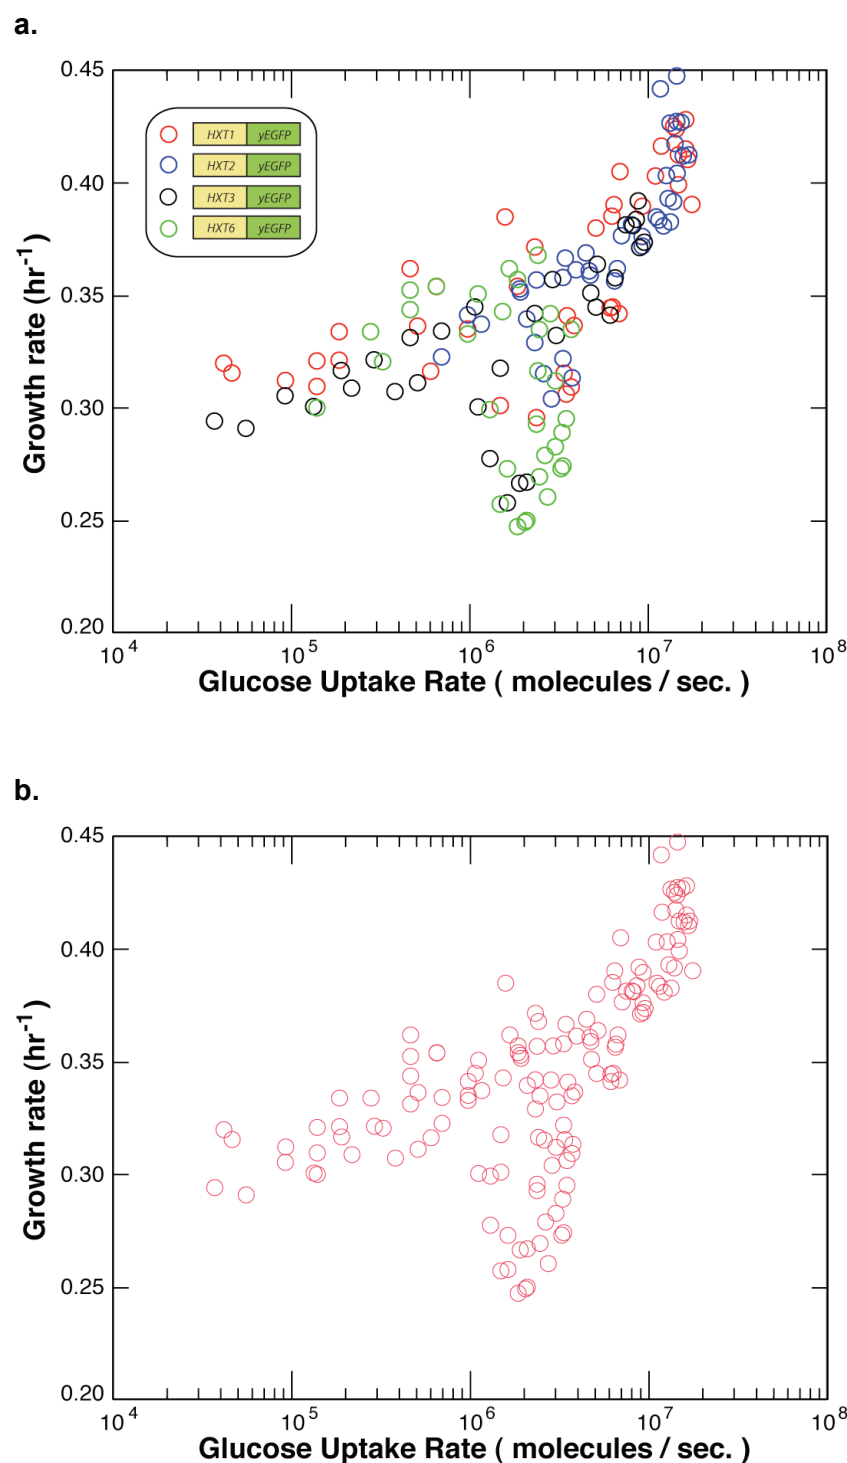 a.
0.45
0.40
0.35
0.30
0.25
0.20
Growth rate (hr-1)
HXT1 yEGFP
HXT2 yEGFP
HXT3 yEGFP
HXT6 yEGFP
10^4 10^5 10^6 10^7 10^8
Glucose Uptake Rate ( molecules / sec. )
b.
0.45
0.40
0.35
0.30
0.25
0.20
Growth rate (hr-1)
10^4 10^5 10^6 10^7 10^8
Glucose Uptake Rate ( molecules / sec. )